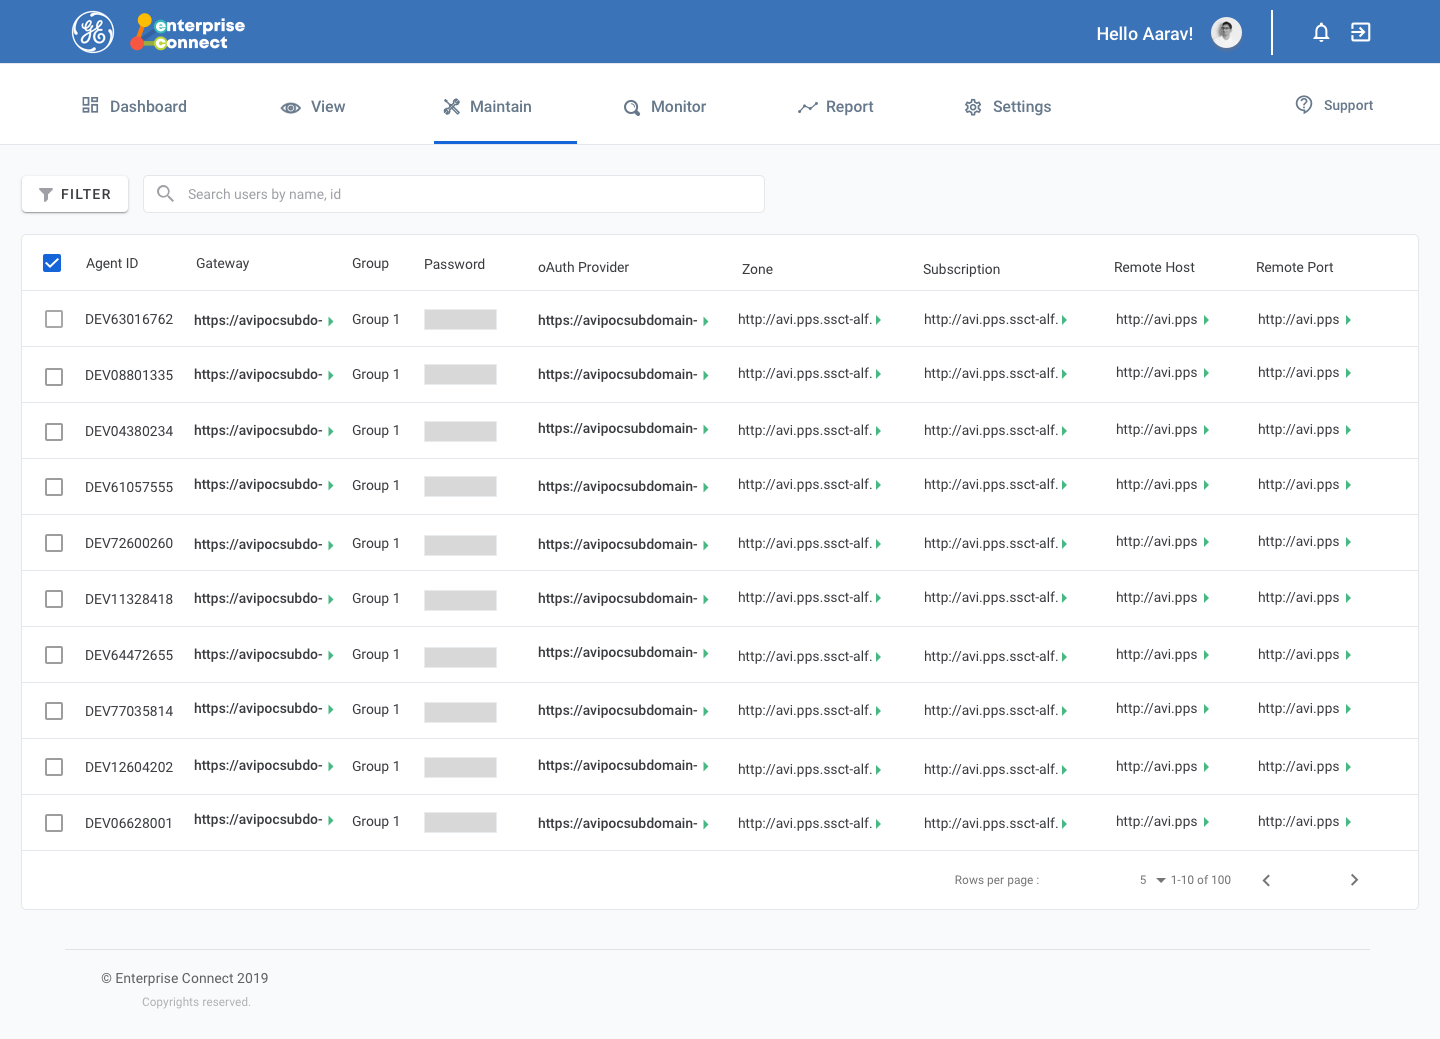 enterprise
connect
Hello Aarav!
Dashboard View Maintain Monitor Report Settings Support
FILTER Search users by name, id
Agent ID Gateway Group Password oAuth Provider Zone Subscription Remote Host Remote Port
DEV63016762 https://avipocsubdo- Group 1 https://avipocsubdomain- http://avi.pps.ssct-alf. http://avi.pps.ssct-alf. http://avi.pps http://avi.pps
DEV08801335 https://avipocsubdo- Group 1 https://avipocsubdomain- http://avi.pps.ssct-alf. http://avi.pps.ssct-alf. http://avi.pps http://avi.pps
DEV04380234 https://avipocsubdo- Group 1 https://avipocsubdomain- http://avi.pps.ssct-alf. http://avi.pps.ssct-alf. http://avi.pps http://avi.pps
DEV61057555 https://avipocsubdo- Group 1 https://avipocsubdomain- http://avi.pps.ssct-alf. http://avi.pps.ssct-alf. http://avi.pps http://avi.pps
DEV72600260 https://avipocsubdo- Group 1 https://avipocsubdomain- http://avi.pps.ssct-alf. http://avi.pps.ssct-alf. http://avi.pps http://avi.pps
DEV11328418 https://avipocsubdo- Group 1 https://avipocsubdomain- http://avi.pps.ssct-alf. http://avi.pps.ssct-alf. http://avi.pps http://avi.pps
DEV64472655 https://avipocsubdo- Group 1 https://avipocsubdomain- http://avi.pps.ssct-alf. http://avi.pps.ssct-alf. http://avi.pps http://avi.pps
DEV77035814 https://avipocsubdo- Group 1 https://avipocsubdomain- http://avi.pps.ssct-alf. http://avi.pps.ssct-alf. http://avi.pps http://avi.pps
DEV12604202 https://avipocsubdo- Group 1 https://avipocsubdomain- http://avi.pps.ssct-alf. http://avi.pps.ssct-alf. http://avi.pps http://avi.pps
DEV06628001 https://avipocsubdo- Group 1 https://avipocsubdomain- http://avi.pps.ssct-alf. http://avi.pps.ssct-alf. http://avi.pps http://avi.pps
Rows per page : 5 1-10 of 100
© Enterprise Connect 2019
Copyrights reserved.